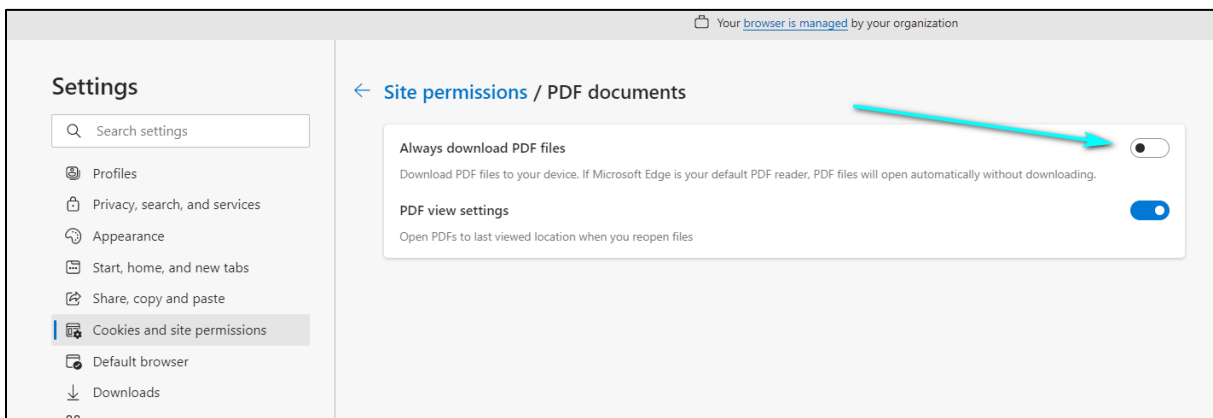 Your browser is managed by your organization
Settings
Search settings
Profiles
Privacy, search, and services
Appearance
Start, home, and new tabs
Share, copy and paste
Cookies and site permissions
Default browser
Downloads
Site permissions / PDF documents
Always download PDF files
Download PDF files to your device. If Microsoft Edge is your default PDF reader, PDF files will open automatically without downloading.
PDF view settings
Open PDFs to last viewed location when you reopen files